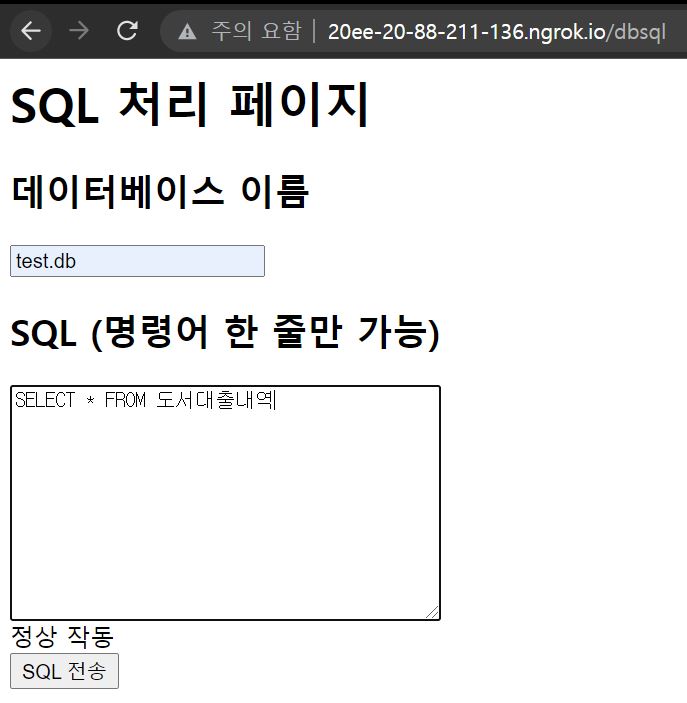 주의 요함 | 20ee-20-88-211-136.ngrok.io/dbsql
SQL 처리 페이지
데이터베이스 이름
test.db
SQL (명령어 한 줄만 가능)
SELECT * FROM 도서대출내역
정상 작동
SQL 전송